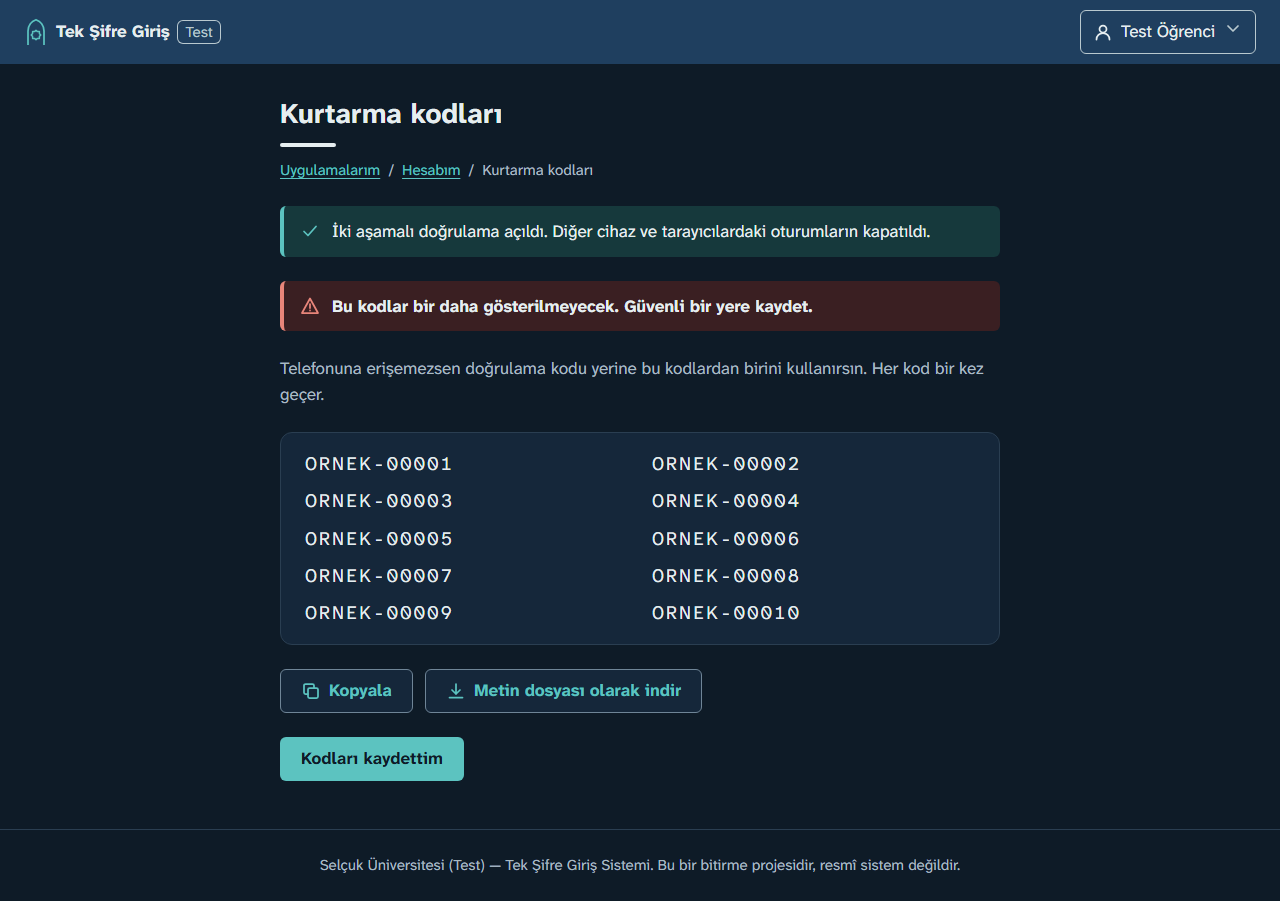 Tek Şifre Giriş Test
Test Öğrenci
Kurtarma kodları
Uygulamalarım / Hesabım / Kurtarma kodları
İki aşamalı doğrulama açıldı. Diğer cihaz ve tarayıcılardaki oturumların kapatıldı.
Bu kodlar bir daha gösterilmeyecek. Güvenli bir yere kaydet.
Telefonuna erişemezsen doğrulama kodu yerine bu kodlardan birini kullanırsın. Her kod bir kez
geçer.
ORNEK-00001 ORNEK-00002
ORNEK-00003 ORNEK-00004
ORNEK-00005 ORNEK-00006
ORNEK-00007 ORNEK-00008
ORNEK-00009 ORNEK-00010
Kopyala Metin dosyası olarak indir
Kodları kaydettim
Selçuk Üniversitesi (Test) — Tek Şifre Giriş Sistemi. Bu bir bitirme projesidir, resmî sistem değildir.